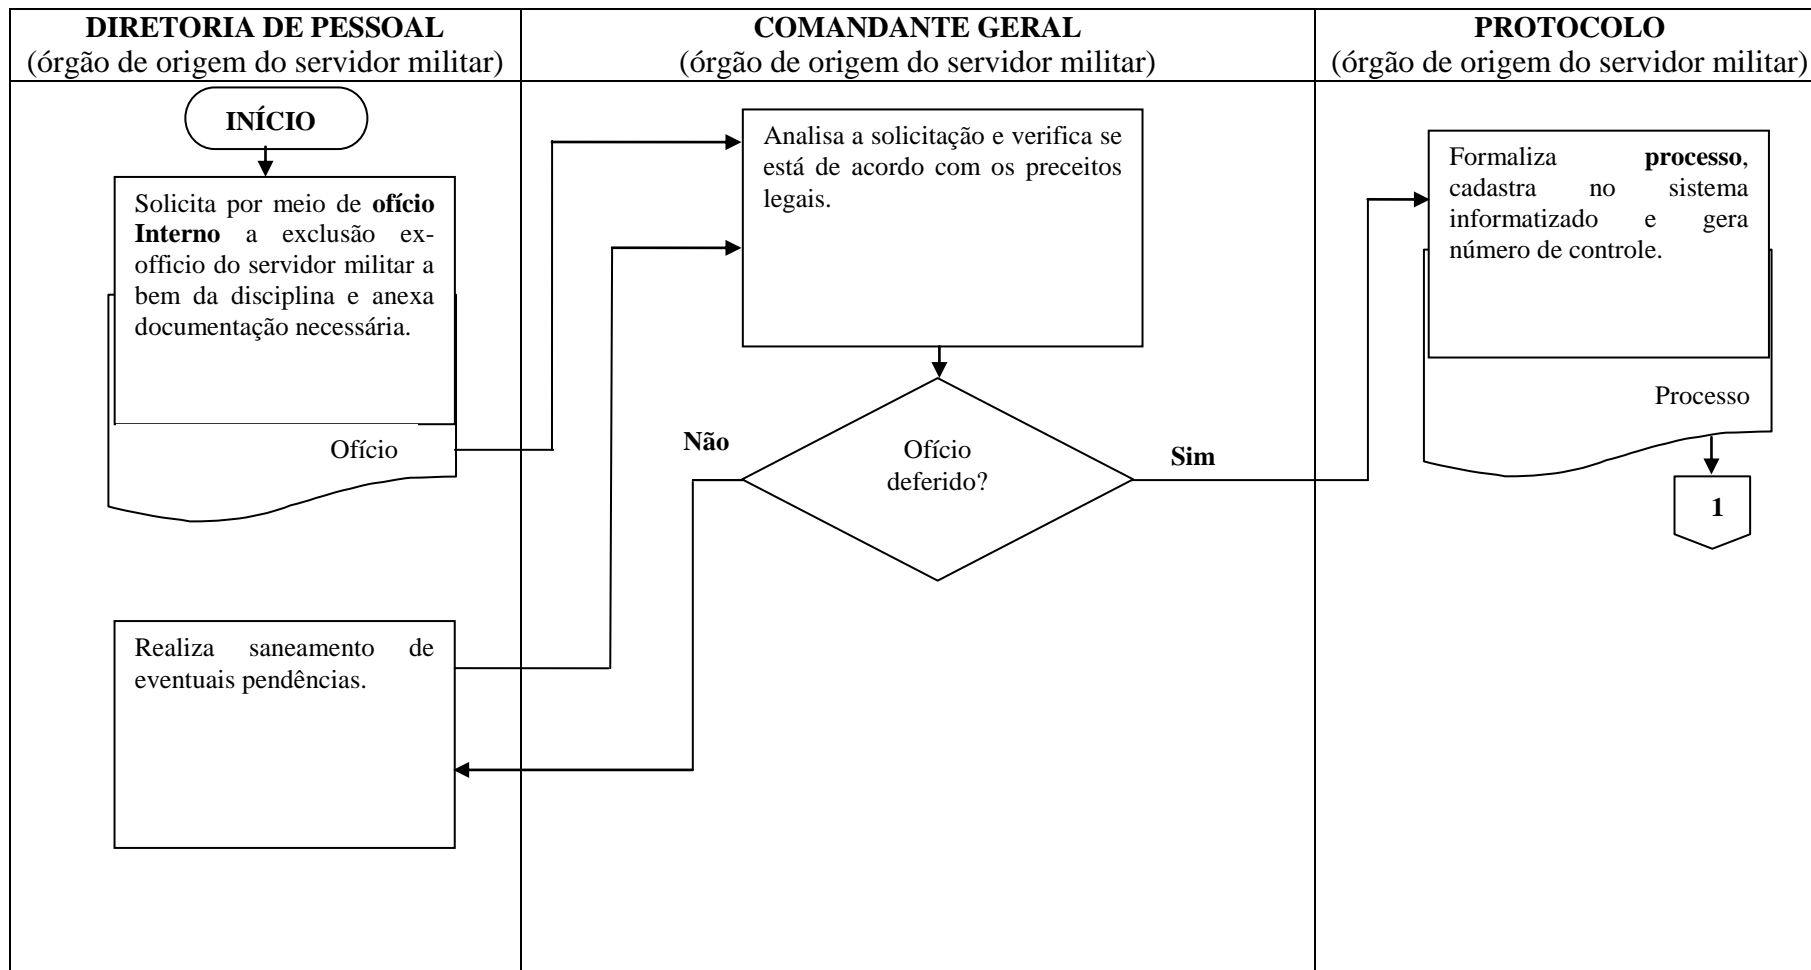 DIRETORIA DE PESSOAL
(órgão de origem do servidor militar)
COMANDANTE GERAL
(órgão de origem do servidor militar)
PROTOCOLO
(órgão de origem do servidor militar)
INÍCIO
Solicita por meio de ofício
Interno a exclusão ex-
officio do servidor militar a
bem da disciplina e anexa
documentação necessária.
Ofício
Realiza saneamento de
eventuais pendências.
Analisa a solicitação e verifica se
está de acordo com os preceitos
legais.
Não
Ofício
deferido?
Sim
Formaliza processo,
cadastra no sistema
informatizado e gera
número de controle.
Processo
1